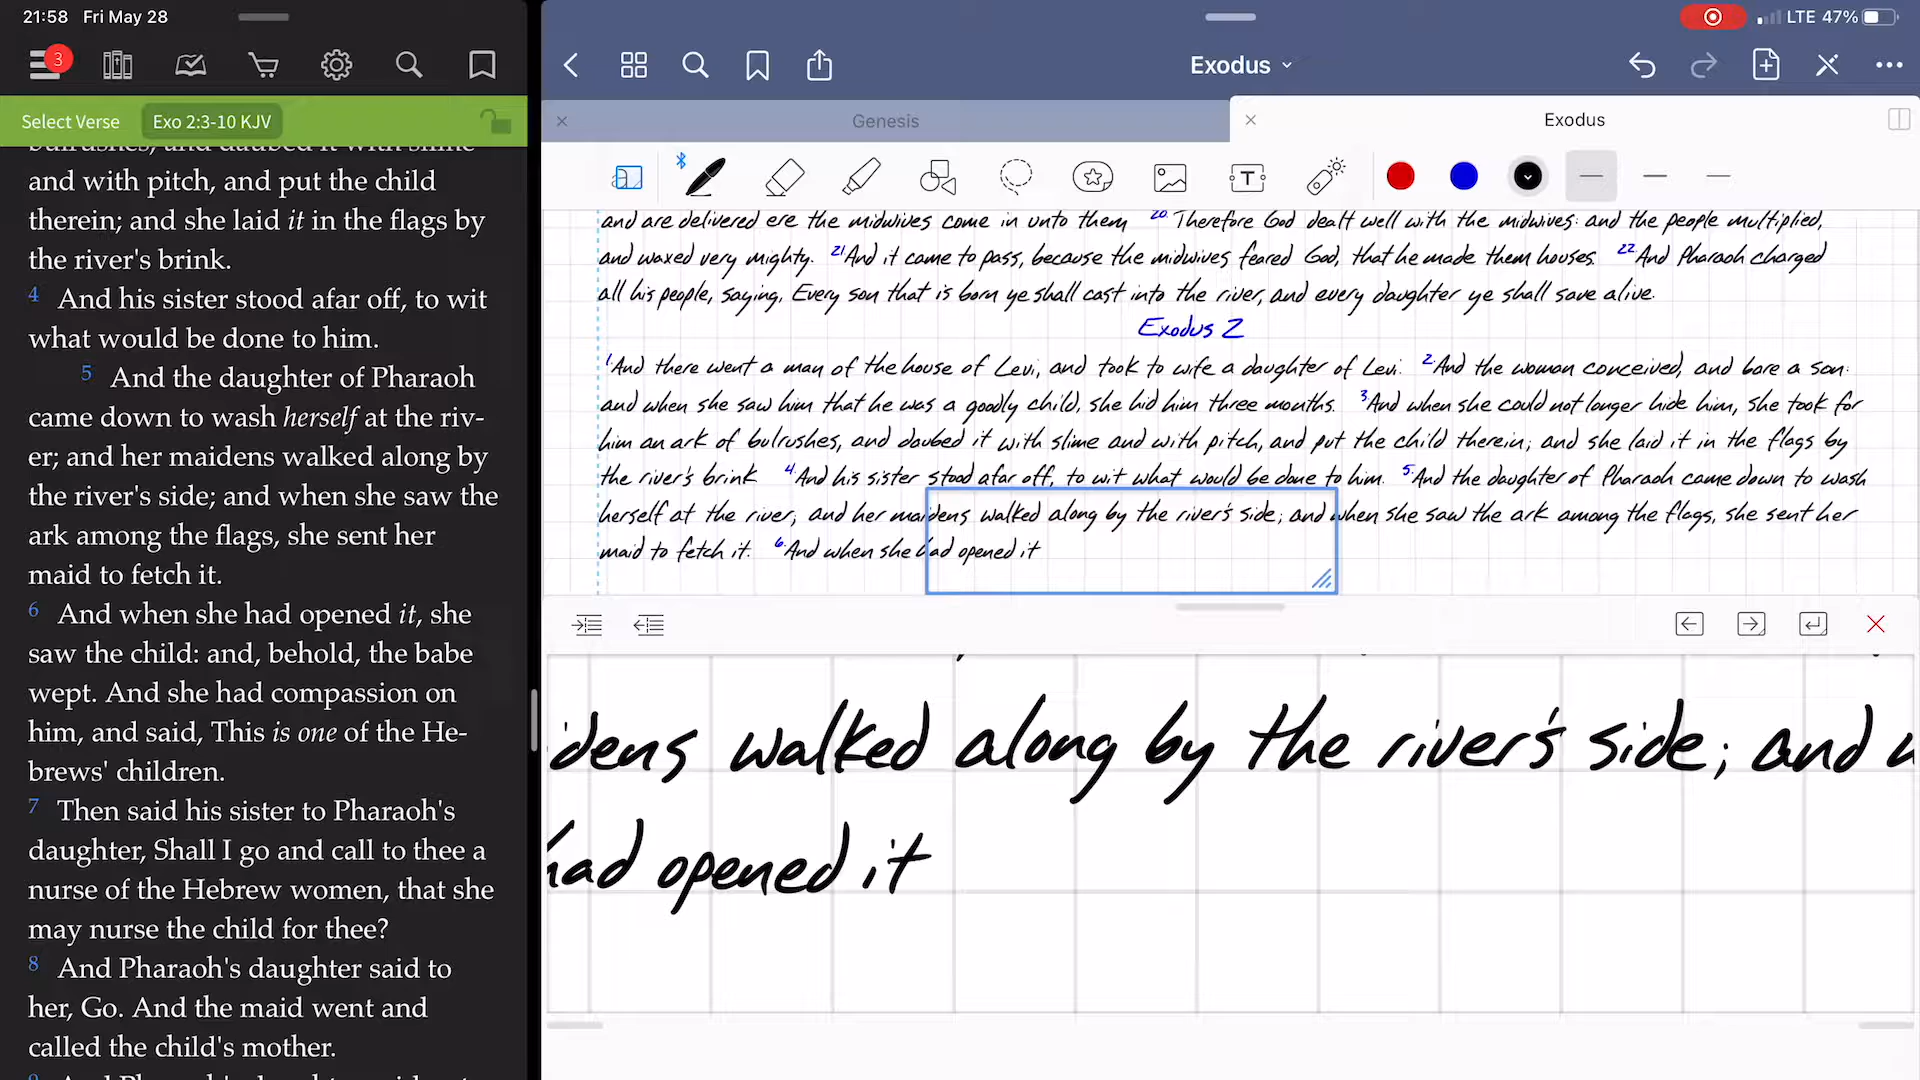 21:58 Fri May 28
3
Select Verse Exo 2:3-10 KJV
bulrushes, and daubed it with slime
and with pitch, and put the child
therein; and she laid it in the flags by
the river's brink.
4 And his sister stood afar off, to wit
what would be done to him.
5 And the daughter of Pharaoh
came down to wash herself at the riv-
er; and her maidens walked along by
the river's side; and when she saw the
ark among the flags, she sent her
maid to fetch it.
6 And when she had opened it, she
saw the child: and, behold, the babe
wept. And she had compassion on
him, and said, This is one of the He-
brews' children.
7 Then said his sister to Pharaoh's
daughter, Shall I go and call to thee a
nurse of the Hebrew women, that she
may nurse the child for thee?
8 And Pharaoh's daughter said to
her, Go. And the maid went and
called the child's mother.
LTE 47%
Exodus
Genesis
Exodus
T
and are delivered ere the midwives come in unto them 20 Therefore God dealt well with the midwives: and the people multiplied,
and waxed very mighty. 21 And it came to pass, because the midwives feared God, that he made them houses. 22 And Pharaoh charged
all his people, saying, Every son that is born ye shall cast into the river, and every daughter ye shall save alive.
Exodus 2
1. And there went a man of the house of Levi, and took to wife a daughter of Levi. 2. And the woman conceived, and bare a son:
and when she saw him that he was a goodly child, she hid him three months. 3. And when she could not longer hide him, she took for
him an ark of bulrushes, and daubed it with slime and with pitch, and put the child therein; and she laid it in the flags by
the river's brink 4. And his sister stood afar off, to wit what would be done to him. 5. And the daughter of Pharaoh came down to wash
herself at the river; and her maidens walked along by the river's side; and when she saw the ark among the flags, she sent her
maid to fetch it. 6. And when she had opened it
idens walked along by the river's side; and w
had opened it